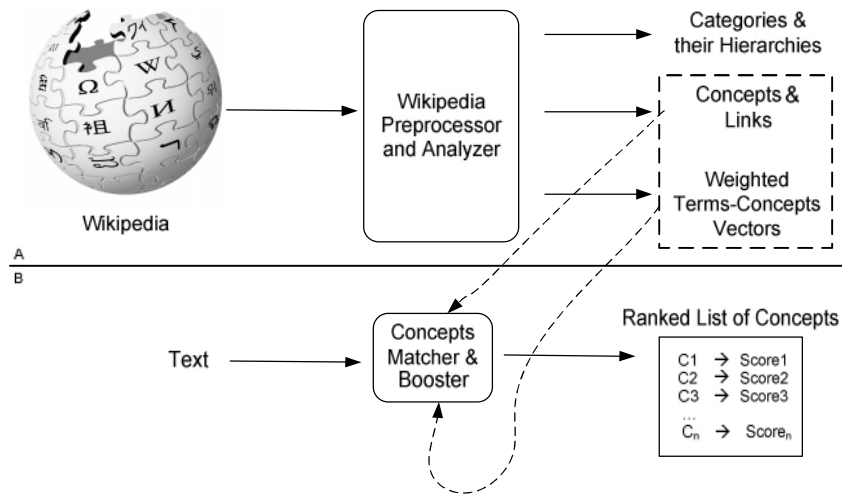 Ω
W
祖
И
Wikipedia
Wikipedia
Preprocessor
and Analyzer
Categories &
their Hierarchies
Concepts &
Links
Weighted
Terms-Concepts
Vectors
A
B
Text
Concepts
Matcher &
Booster
Ranked List of Concepts
C1 → Score1
C2 → Score2
C3 → Score3
...
Cn → Scoren